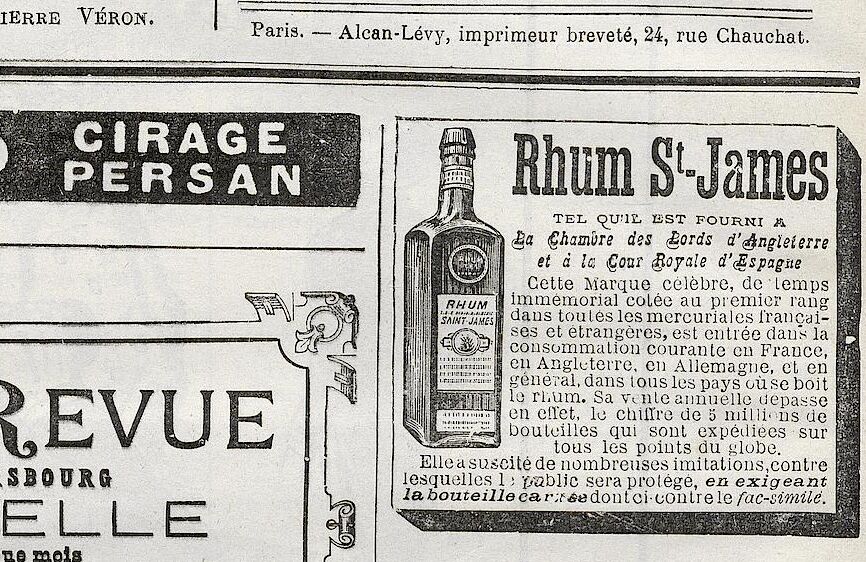 IERRE VÉRON.
Paris. — Alcan-Lévy, imprimeur breveté, 24, rue Chauchat.
CIRAGE
PERSAN
REVUE
SBOURG
ELLE
ue mois
Rhum St-James
TEL QU'IL EST FOURNI A
La Chambre des Lords d'Angleterre
et à la Cour Royale d'Espagne
Cette Marque célèbre, de temps
immémorial cotée au premier rang
dans toutes les mercuriales françai-
ses et étrangères, est entrée dans la
consommation courante en France,
en Angleterre, en Allemagne, et en
général, dans tous les pays où se boit
le rhum. Sa vente annuelle dépasse
en effet, le chiffre de 5 millions de
bouteilles qui sont expédiées sur
tous les points du globe.
Elle a suscité de nombreuses imitations, contre
lesquelles le public sera protégé, en exigeant
la bouteille carrée dont ci-contre le fac-similé.
RHUM
SAINT-JAMES